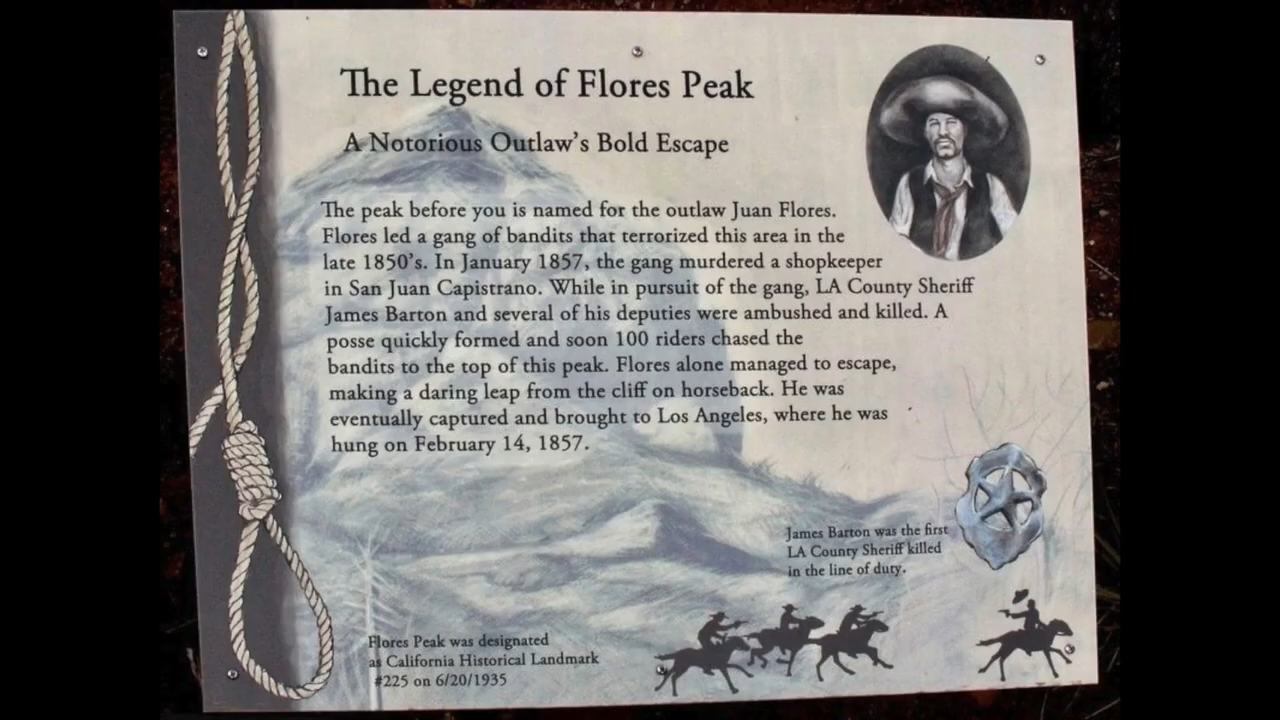 The Legend of Flores Peak
A Notorious Outlaw's Bold Escape
The peak before you is named for the outlaw Juan Flores.
Flores led a gang of bandits that terrorized this area in the
late 1850's. In January 1857, the gang murdered a shopkeeper
in San Juan Capistrano. While in pursuit of the gang, LA County Sheriff
James Barton and several of his deputies were ambushed and killed. A
posse quickly formed and soon 100 riders chased the
bandits to the top of this peak. Flores alone managed to escape,
making a daring leap from the cliff on horseback. He was
eventually captured and brought to Los Angeles, where he was
hung on February 14, 1857.
James Barton was the first
LA County Sheriff killed
in the line of duty.
Flores Peak was designated
as California Historical Landmark
#225 on 6/20/1935